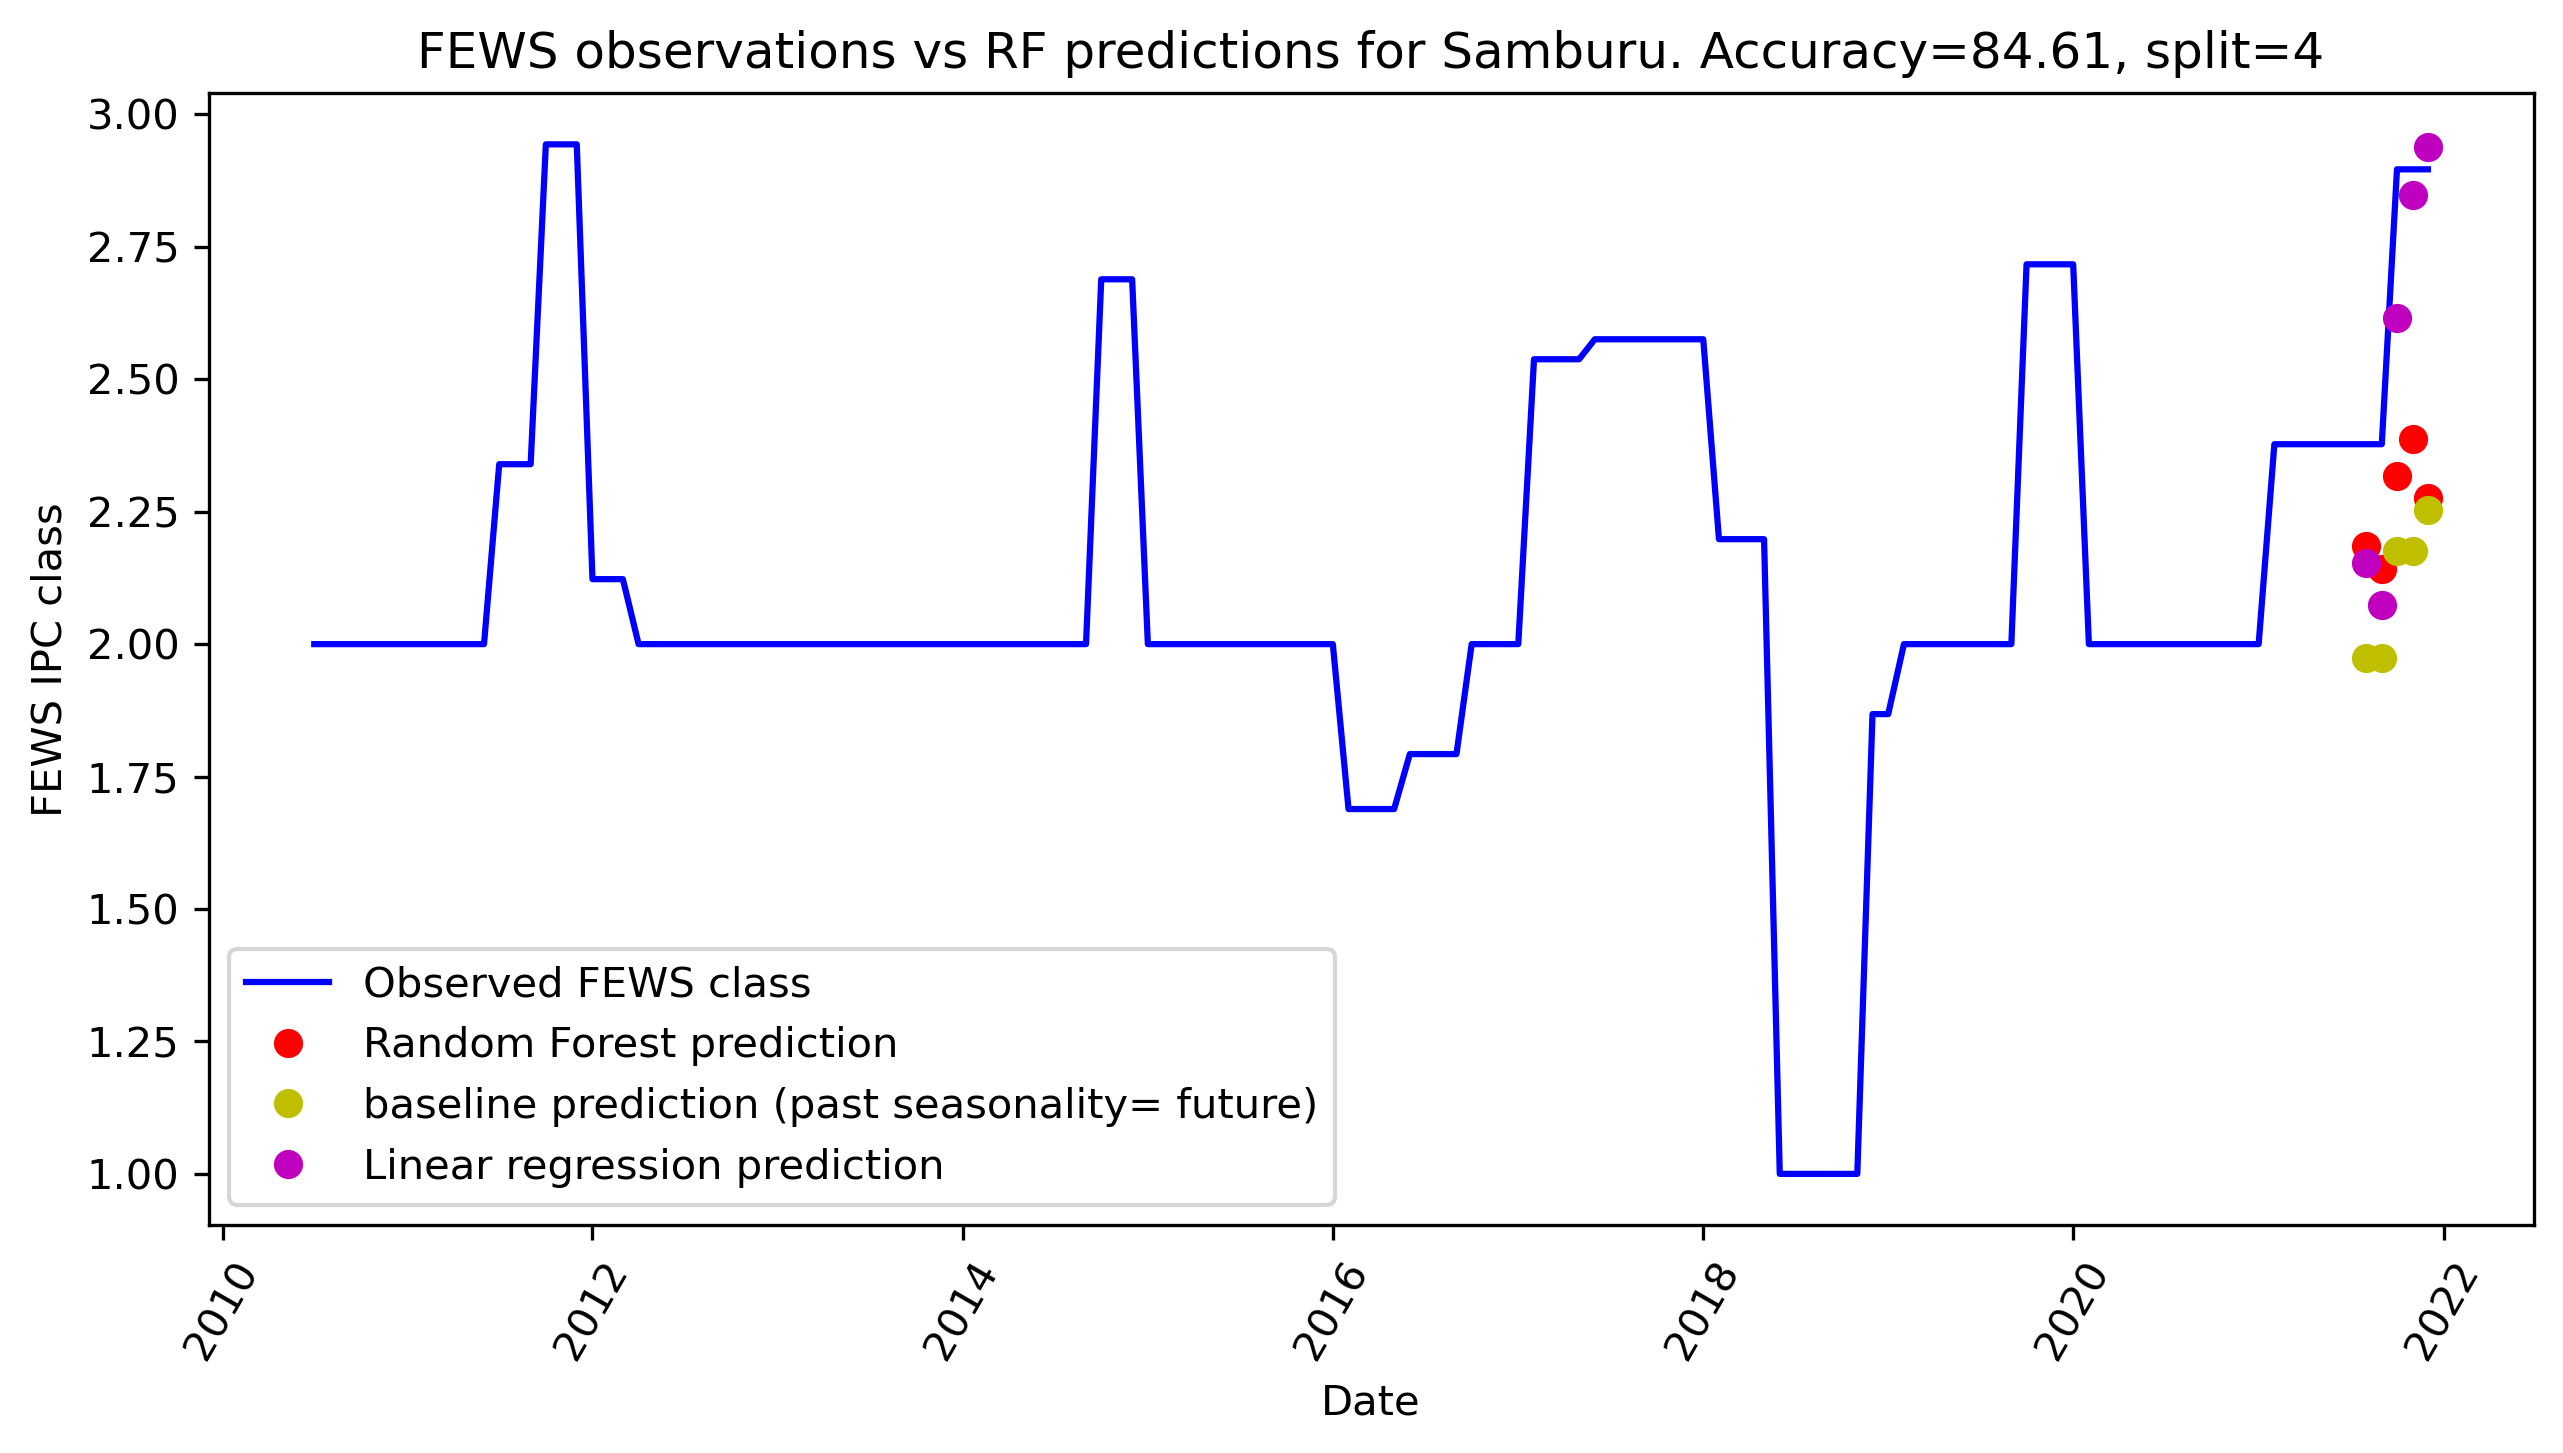 FEWS observations vs RF predictions for Samburu. Accuracy=84.61, split=4
3.00
2.75
2.50
2.25
2.00
1.75
1.50
1.25
1.00
FEWS IPC class
Observed FEWS class
Random Forest prediction
baseline prediction (past seasonality= future)
Linear regression prediction
2010
2012
2014
2016
2018
2020
2022
Date